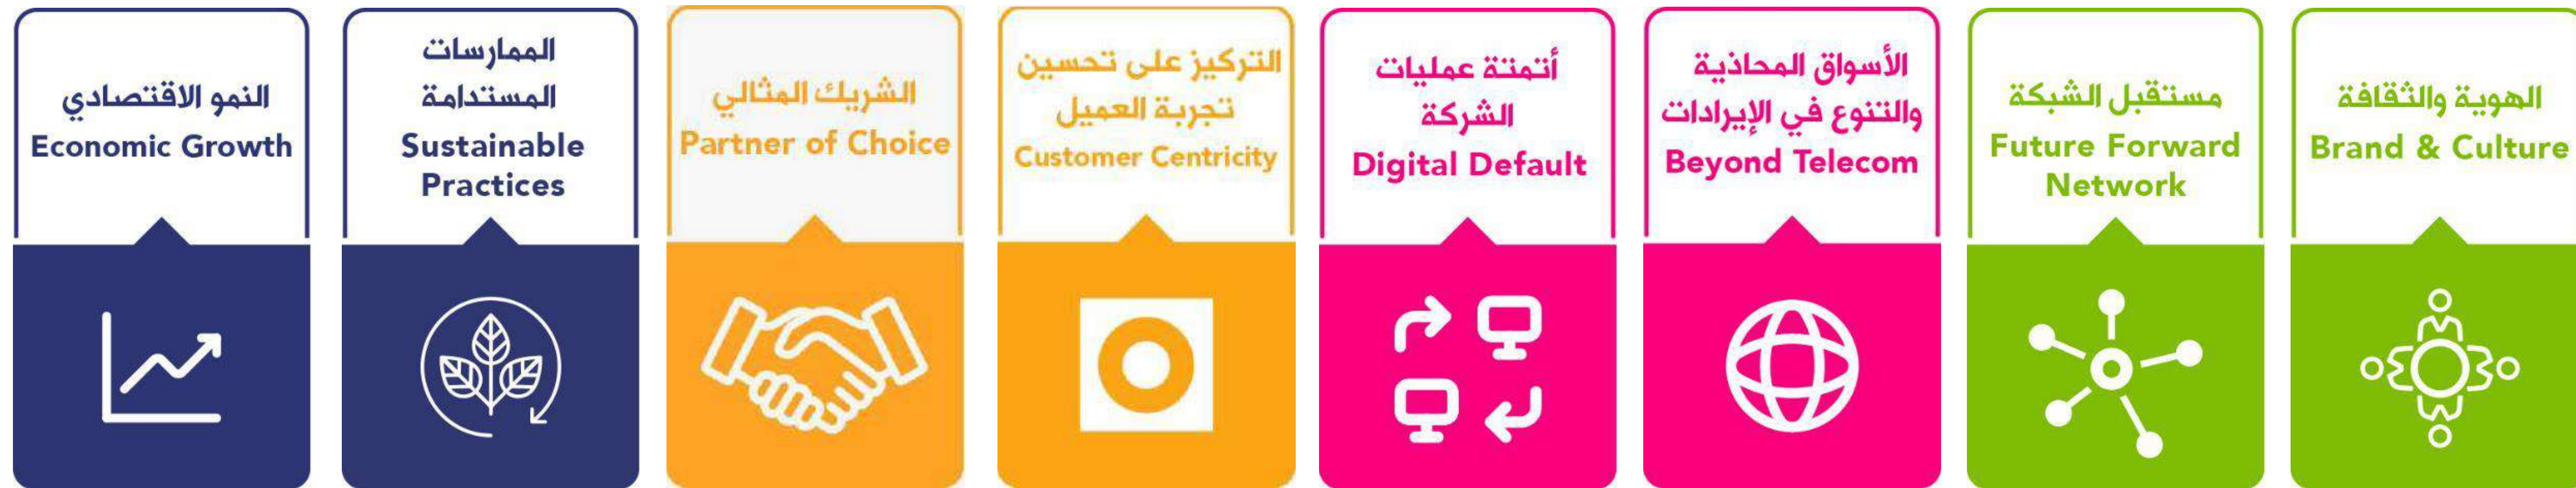 النمو الاقتصادي
Economic Growth
الممارسات
المستدامة
Sustainable
Practices
الشريك المثالي
Partner of Choice
التركيز على تحسين
تجربة العميل
Customer Centricity
أتمتة عمليات
الشركة
Digital Default
الأسواق المحاذية
والتنوع في الإيرادات
Beyond Telecom
مستقبل الشبكة
Future Forward
Network
الهوية والثقافة
Brand & Culture